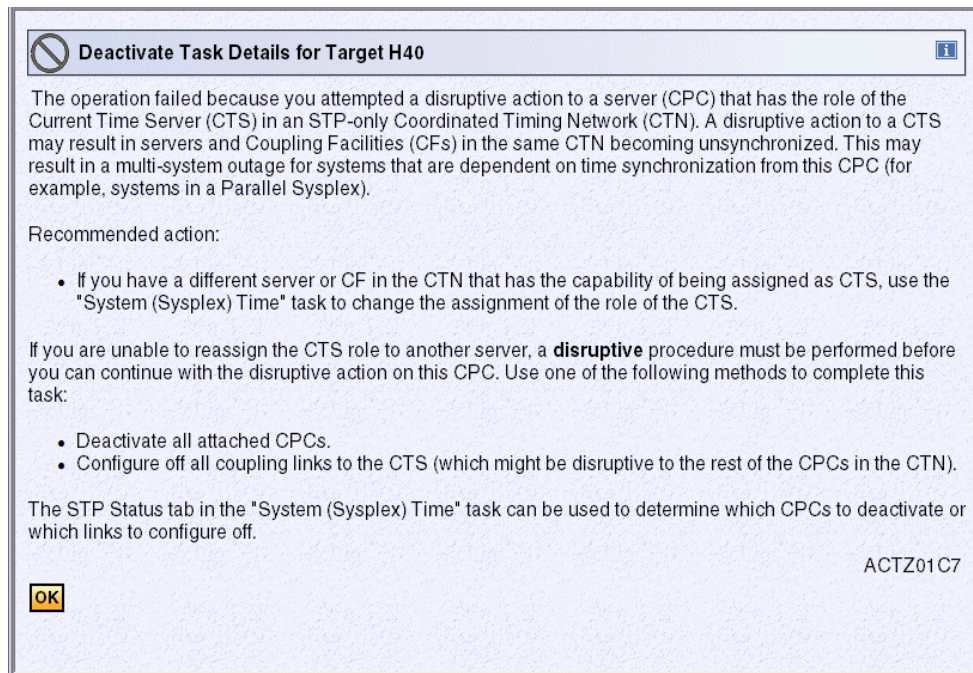 Deactivate Task Details for Target H40
The operation failed because you attempted a disruptive action to a server (CPC) that has the role of the
Current Time Server (CTS) in an STP-only Coordinated Timing Network (CTN). A disruptive action to a CTS
may result in servers and Coupling Facilities (CFs) in the same CTN becoming unsynchronized. This may
result in a multi-system outage for systems that are dependent on time synchronization from this CPC (for
example, systems in a Parallel Sysplex).
Recommended action:
• If you have a different server or CF in the CTN that has the capability of being assigned as CTS, use the
"System (Sysplex) Time" task to change the assignment of the role of the CTS.
If you are unable to reassign the CTS role to another server, a disruptive procedure must be performed before
you can continue with the disruptive action on this CPC. Use one of the following methods to complete this
task:
• Deactivate all attached CPCs.
• Configure off all coupling links to the CTS (which might be disruptive to the rest of the CPCs in the CTN).
The STP Status tab in the "System (Sysplex) Time" task can be used to determine which CPCs to deactivate or
which links to configure off.
ACTZ01C7
OK